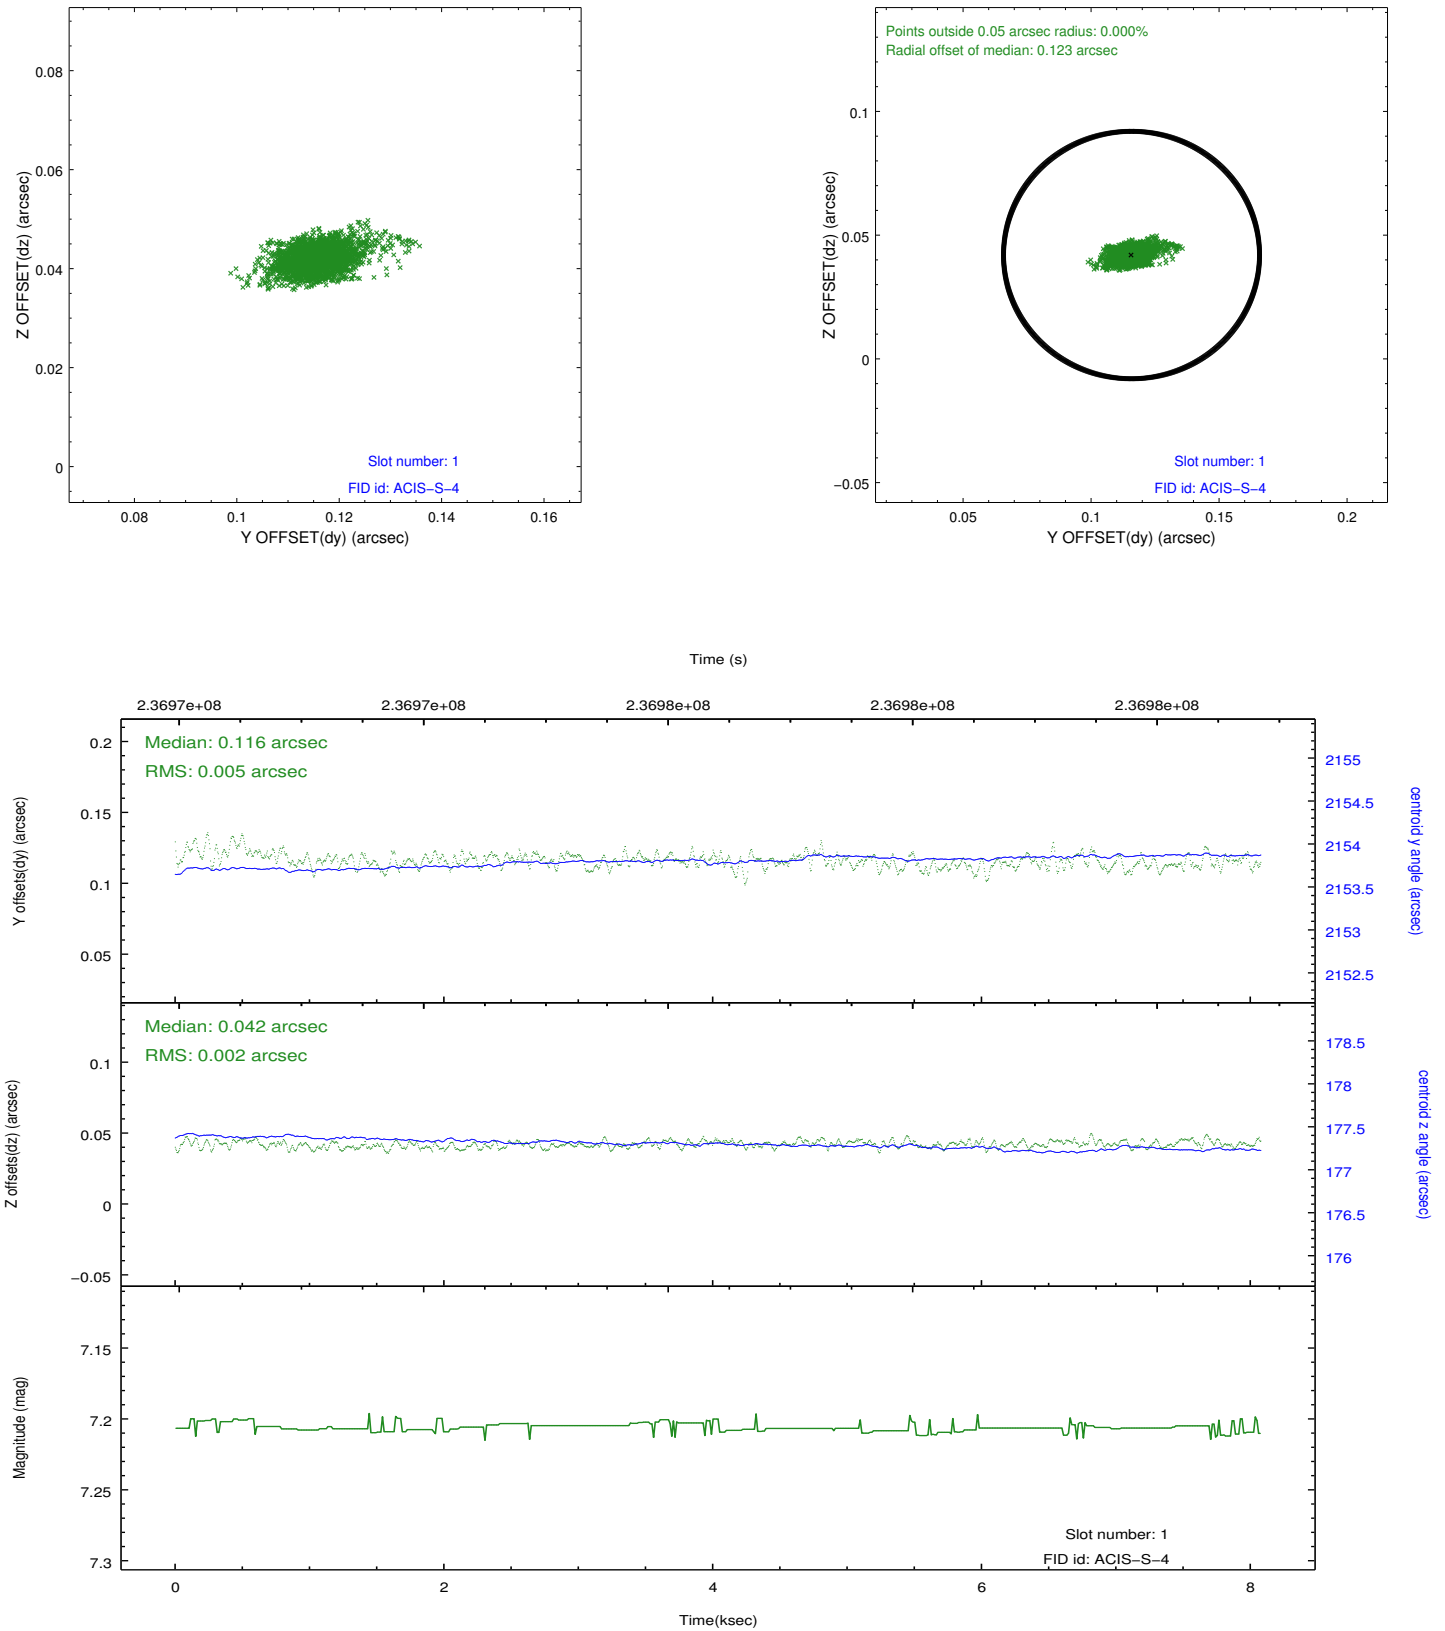 0.08
0.06
0.04
0.02
0
Z OFFSET(dz) (arcsec)
Slot number: 1
FID id: ACIS−S−4
0.08 0.1 0.12 0.14 0.16
Y OFFSET(dy) (arcsec)
Points outside 0.05 arcsec radius: 0.000%
Radial offset of median: 0.123 arcsec
0.1
0.05
0
−0.05
Z OFFSET(dz) (arcsec)
Slot number: 1
FID id: ACIS−S−4
0.05 0.1 0.15 0.2
Y OFFSET(dy) (arcsec)
Time (s)
2.3697e+08 2.3697e+08 2.3698e+08 2.3698e+08 2.3698e+08
Median: 0.116 arcsec
RMS: 0.005 arcsec
0.2
0.15
0.1
0.05
Y offsets(dy) (arcsec)
2155
2154.5
2154
2153.5
2153
2152.5
centroid y angle (arcsec)
Median: 0.042 arcsec
RMS: 0.002 arcsec
0.1
0.05
0
−0.05
Z offsets(dz) (arcsec)
178.5
178
177.5
177
176.5
176
centroid z angle (arcsec)
7.15
7.2
7.25
7.3
Magnitude (mag)
Slot number: 1
FID id: ACIS−S−4
0 2 4 6 8
Time(ksec)